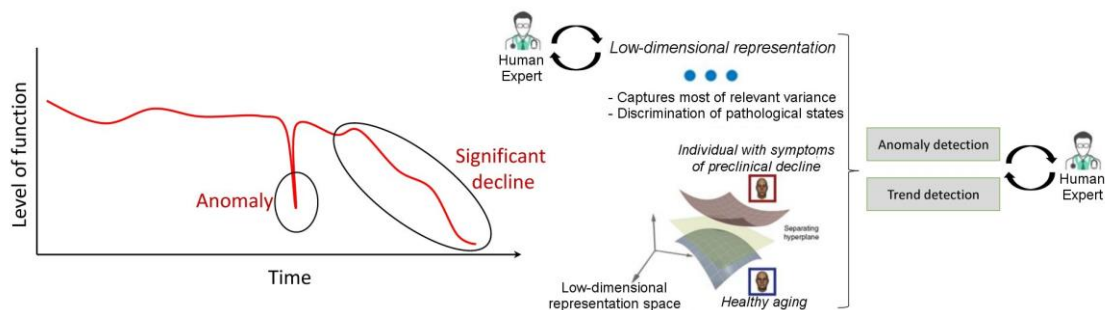 Level of function
Anomaly
Significant
decline
Time
Human
Expert
Low-dimensional representation
- Captures most of relevant variance
- Discrimination of pathological states
Individual with symptoms
of preclinical decline
Separating
hyperplane
Low-dimensional
representation space
Healthy aging
Anomaly detection
Trend detection
Human
Expert